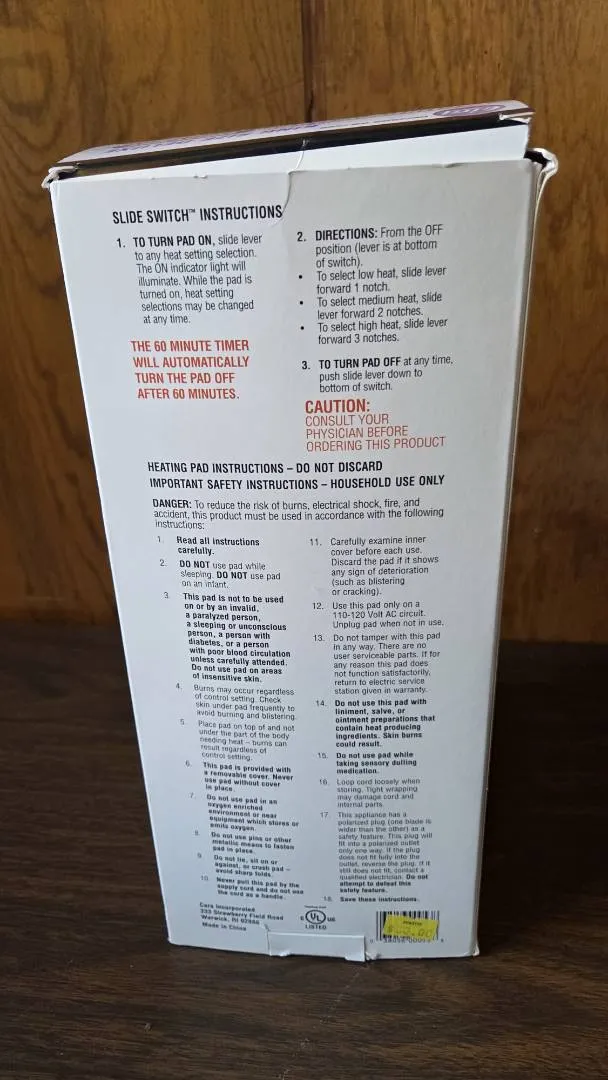 SLIDE SWITCH™ INSTRUCTIONS
1. TO TURN PAD ON, slide lever
to any heat setting selection.
The ON indicator light will
illuminate. While the pad is
turned on, heat setting
selections may be changed
at any time.
THE 60 MINUTE TIMER
WILL AUTOMATICALLY
TURN THE PAD OFF
AFTER 60 MINUTES.
2. DIRECTIONS: From the OFF
position (lever is at bottom
of switch).
• To select low heat, slide lever
forward 1 notch.
• To select medium heat, slide
lever forward 2 notches.
• To select high heat, slide lever
forward 3 notches.
3. TO TURN PAD OFF at any time,
push slide lever down to
bottom of switch.
CAUTION:
CONSULT YOUR
PHYSICIAN BEFORE
ORDERING THIS PRODUCT
HEATING PAD INSTRUCTIONS – DO NOT DISCARD
IMPORTANT SAFETY INSTRUCTIONS – HOUSEHOLD USE ONLY
DANGER: To reduce the risk of burns, electrical shock, fire, and
accident, this product must be used in accordance with the following
instructions:
1. Read all instructions
carefully.
2. DO NOT use pad while
sleeping. DO NOT use pad
on an infant.
3. This pad is not to be used
on or by an invalid,
a paralyzed person,
a sleeping or unconscious
person, a person with
diabetes, or a person
with poor blood circulation
unless carefully attended.
Do not use pad on areas
of insensitive skin.
4. Burns may occur regardless
of control setting. Check
skin under pad frequently to
avoid burning and blistering.
5. Place pad on top of and not
under the part of the body
needing heat – burns can
result regardless of
control setting.
6. This pad is provided with
a removable cover. Never
use pad without cover
in place.
7. Do not use pad in an
oxygen enriched
environment or near
equipment which stores or
emits oxygen.
8. Do not use pins or other
metallic means to fasten
pad in place.
9. Do not lie, sit on or
against, or crush pad –
avoid sharp folds.
10. Never pull this pad by the
supply cord and do not use
the cord as a handle.
11. Carefully examine inner
cover before each use.
Discard the pad if it shows
any sign of deterioration
(such as blistering
or cracking).
12. Use this pad only on a
110-120 Volt AC circuit.
Unplug pad when not in use.
13. Do not tamper with this pad
in any way. There are no
user serviceable parts. If for
any reason this pad does
not function satisfactorily,
return to electric service
station given in warranty.
14. Do not use this pad with
liniment, salve, or
ointment preparations that
contain heat producing
ingredients. Skin burns
could result.
15. Do not use pad while
taking sensory dulling
medication.
16. Loop cord loosely when
storing. Tight wrapping
may damage cord and
internal parts.
17. This appliance has a
polarized plug (one blade is
wider than the other) as a
safety feature. This plug will
fit into a polarized outlet
only one way. If the plug
does not fit fully into the
outlet, reverse the plug. If it
still does not fit, contact a
qualified electrician. Do not
attempt to defeat this
safety feature.
18. Save these instructions.
Cara Incorporated
333 Strawberry Field Road
Warwick, RI 02886
Made in China
C UL US
LISTED